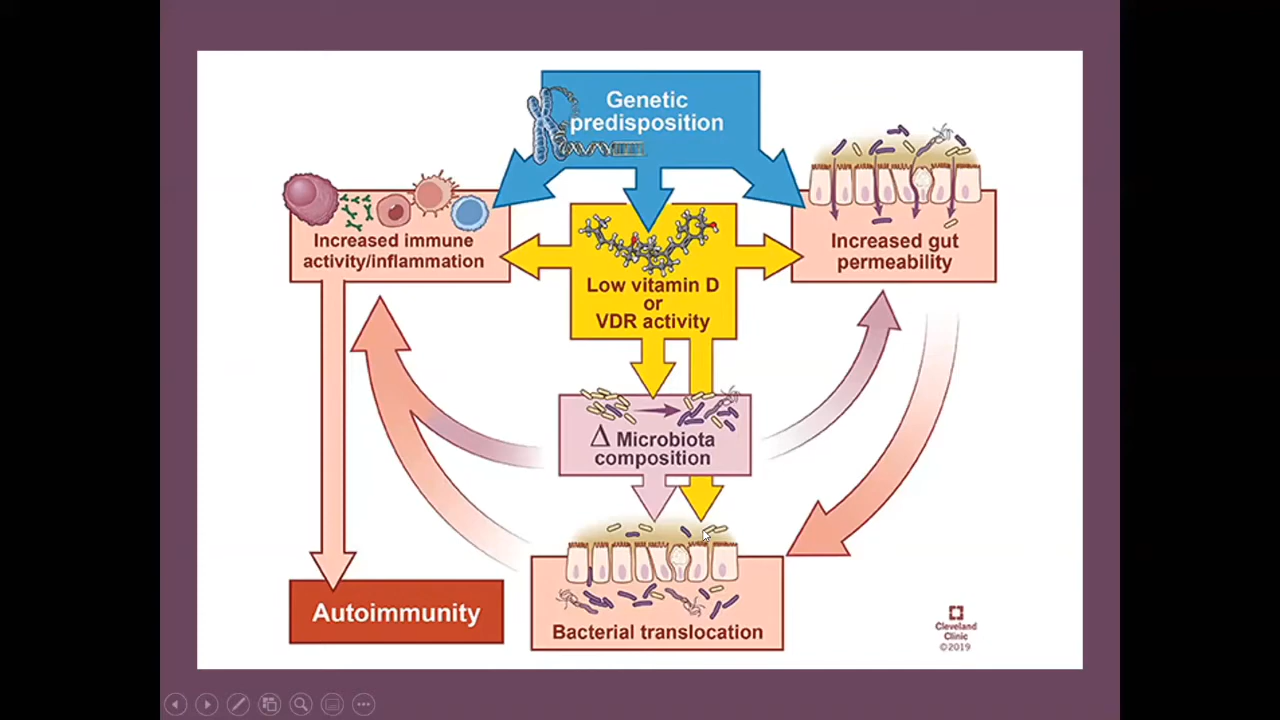 Genetic
predisposition
Increased immune
activity/inflammation
Low vitamin D
or
VDR activity
Increased gut
permeability
Δ Microbiota
composition
Autoimmunity
Bacterial translocation
Cleveland
Clinic
©2019